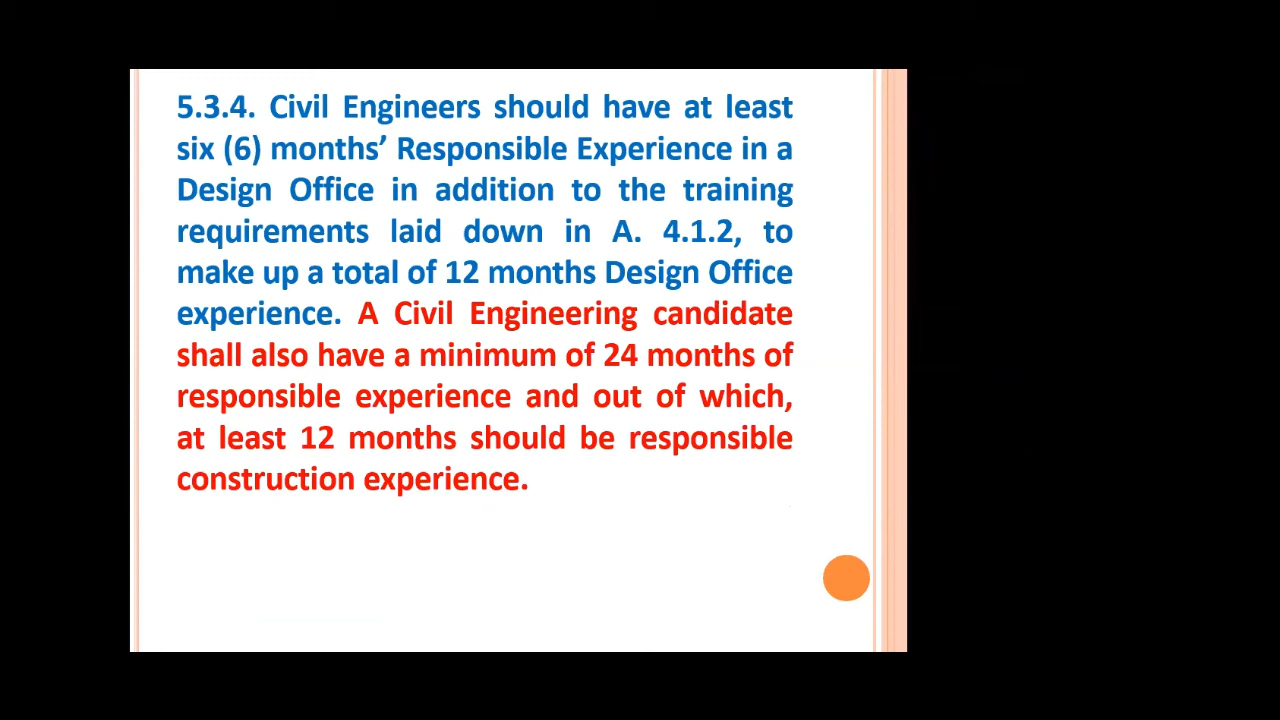 5.3.4. Civil Engineers should have at least
six (6) months’ Responsible Experience in a
Design Office in addition to the training
requirements laid down in A. 4.1.2, to
make up a total of 12 months Design Office
experience. A Civil Engineering candidate
shall also have a minimum of 24 months of
responsible experience and out of which,
at least 12 months should be responsible
construction experience.